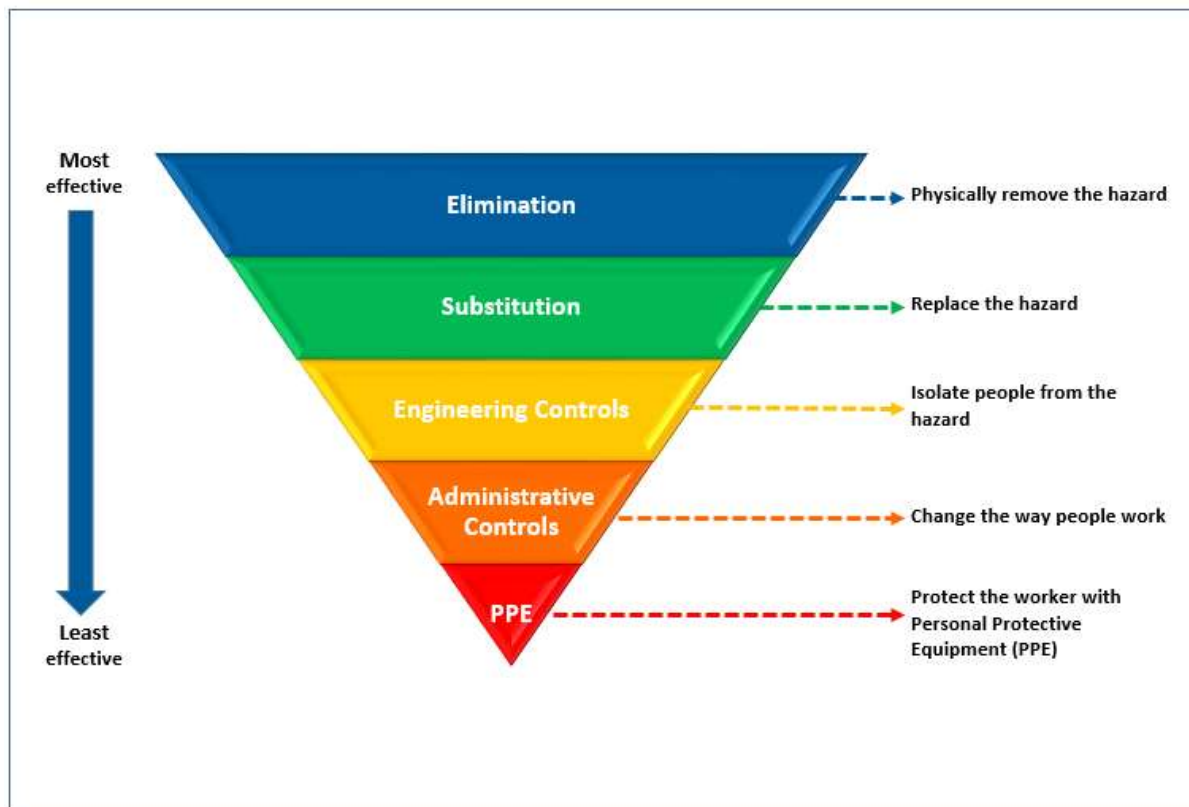 Most
effective
Elimination
Physically remove the hazard
Substitution
Replace the hazard
Engineering Controls
Isolate people from the
hazard
Administrative
Controls
Change the way people work
PPE
Protect the worker with
Personal Protective
Equipment (PPE)
Least
effective